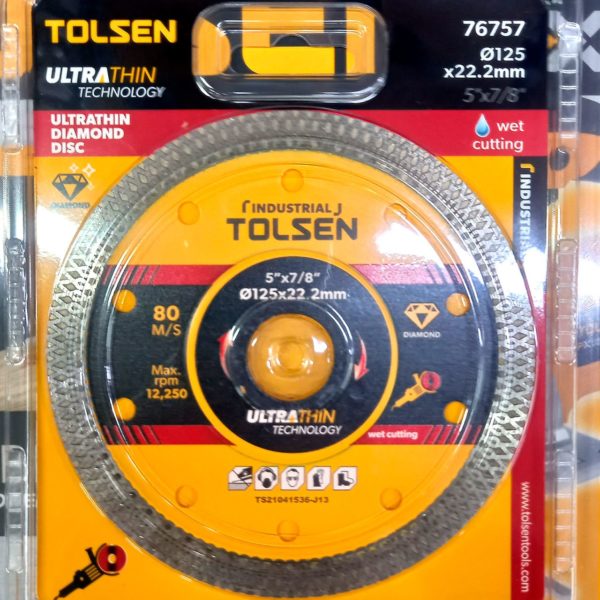 TOLSEN
76757
Ø125
x22.2mm
5"x7/8"
ULTRATHIN
TECHNOLOGY
ULTRATHIN
DIAMOND
DISC
DIAMOND
wet
cutting
INDUSTRIAL
TOLSEN
5"x7/8"
Ø125x22.2mm
80
M/S
Max.
rpm
12,250
DIAMOND
ULTRATHIN
TECHNOLOGY
wet cutting
TS21041536-J13
www.tolsentools.com